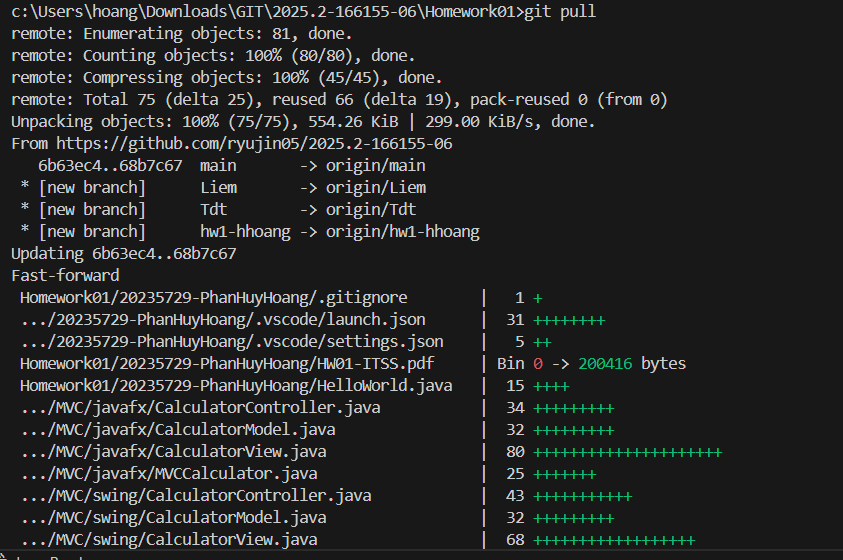 c:\Users\hoang\Downloads\GIT\2025.2-166155-06\Homework01>git pull
remote: Enumerating objects: 81, done.
remote: Counting objects: 100% (80/80), done.
remote: Compressing objects: 100% (45/45), done.
remote: Total 75 (delta 25), reused 66 (delta 19), pack-reused 0 (from 0)
Unpacking objects: 100% (75/75), 554.26 KiB | 299.00 KiB/s, done.
From https://github.com/ryujin05/2025.2-166155-06
   6b63ec4..68b7c67  main       -> origin/main
 * [new branch]      Liem       -> origin/Liem
 * [new branch]      Tdt        -> origin/Tdt
 * [new branch]      hw1-hhoang -> origin/hw1-hhoang
Updating 6b63ec4..68b7c67
Fast-forward
 Homework01/20235729-PhanHuyHoang/.gitignore        |   1 +
 .../20235729-PhanHuyHoang/.vscode/launch.json      |  31 ++++++++
 .../20235729-PhanHuyHoang/.vscode/settings.json    |   5 ++
 Homework01/20235729-PhanHuyHoang/HW01-ITSS.pdf     | Bin 0 -> 200416 bytes
 Homework01/20235729-PhanHuyHoang/HelloWorld.java   |  15 ++++
 .../MVC/javafx/CalculatorController.java           |  34 +++++++++
 .../MVC/javafx/CalculatorModel.java                |  32 +++++++++
 .../MVC/javafx/CalculatorView.java                 |  80 +++++++++++++++++++++
 .../MVC/javafx/MVCCalculator.java                  |  25 +++++++
 .../MVC/swing/CalculatorController.java            |  43 +++++++++++
 .../MVC/swing/CalculatorModel.java                 |  32 +++++++++
 .../MVC/swing/CalculatorView.java                  |  68 ++++++++++++++++++